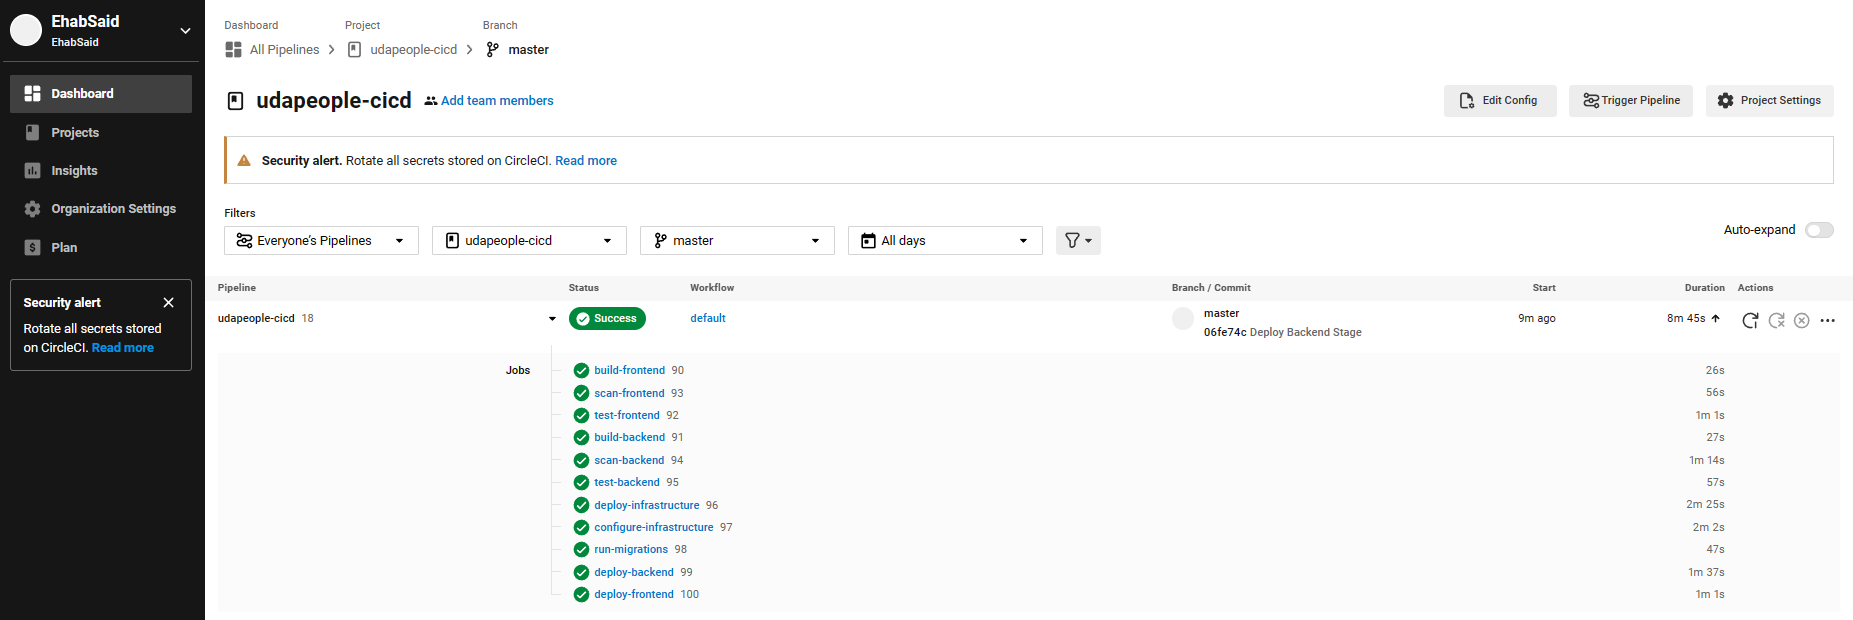 EhabSaid
EhabSaid
Dashboard
Projects
Insights
Organization Settings
Plan
Security alert
Rotate all secrets stored
on CircleCI. Read more
Dashboard Project Branch
All Pipelines udapeople-cicd master
udapeople-cicd Add team members
Edit Config Trigger Pipeline Project Settings
Security alert. Rotate all secrets stored on CircleCI. Read more
Filters
Everyone's Pipelines udapeople-cicd master All days
Auto-expand
Pipeline Status Workflow Branch / Commit Start Duration Actions
udapeople-cicd 18 Success default master 9m ago 8m 45s
06fe74c Deploy Backend Stage
Jobs build-frontend 90 26s
scan-frontend 93 56s
test-frontend 92 1m 1s
build-backend 91 27s
scan-backend 94 1m 14s
test-backend 95 57s
deploy-infrastructure 96 2m 25s
configure-infrastructure 97 2m 2s
run-migrations 98 47s
deploy-backend 99 1m 37s
deploy-frontend 100 1m 1s